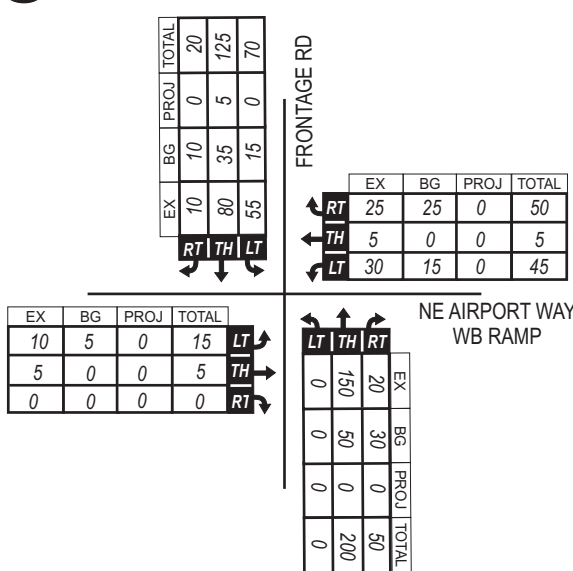 TOTAL 20 125 70
PROJ 0 5 0
BG 10 35 15
EX 10 80 55
RT TH LT
FRONTAGE RD
EX BG PROJ TOTAL
RT 25 25 0 50
TH 5 0 0 5
LT 30 15 0 45
NE AIRPORT WAY
WB RAMP
EX BG PROJ TOTAL
10 5 0 15 LT
5 0 0 5 TH
0 0 0 0 RT
LT TH RT
0 150 20 EX
0 50 30 BG
0 0 0 PROJ
0 200 50 TOTAL